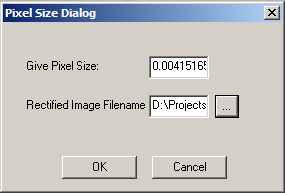 Pixel Size Dialog
Give Pixel Size: 0.00415165
Rectified Image Filename D:\Projects ...
OK Cancel